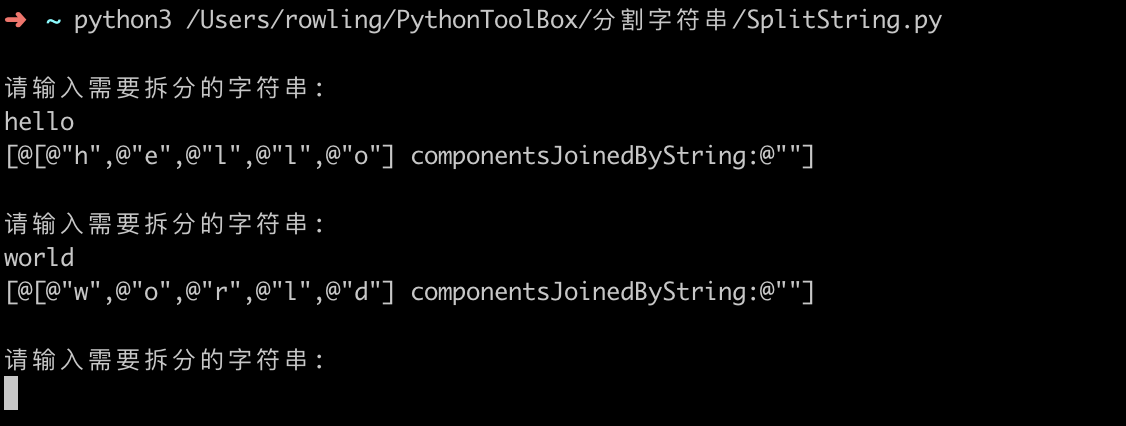 ➜ ~ python3 /Users/rowling/PythonToolBox/分割字符串/SplitString.py
请输入需要拆分的字符串:
hello
[@[@"h",@"e",@"l",@"l",@"o"] componentsJoinedByString:@""]
请输入需要拆分的字符串:
world
[@[@"w",@"o",@"r",@"l",@"d"] componentsJoinedByString:@""]
请输入需要拆分的字符串: